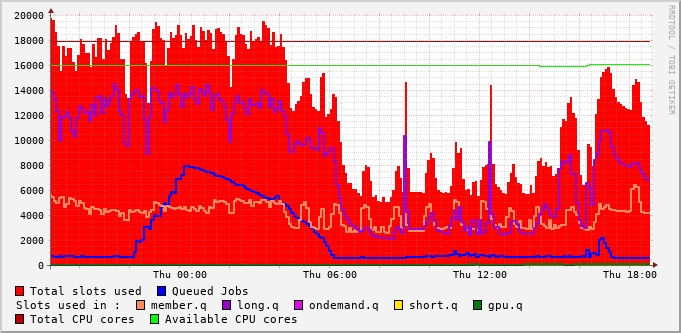 20000
18000
16000
14000
12000
10000
8000
6000
4000
2000
0
Thu 00:00 Thu 06:00 Thu 12:00 Thu 18:00
RRDTOOL / TOBI OETIKER
Total slots used Queued Jobs
Slots used in : member.q long.q ondemand.q short.q gpu.q
Total CPU cores Available CPU cores